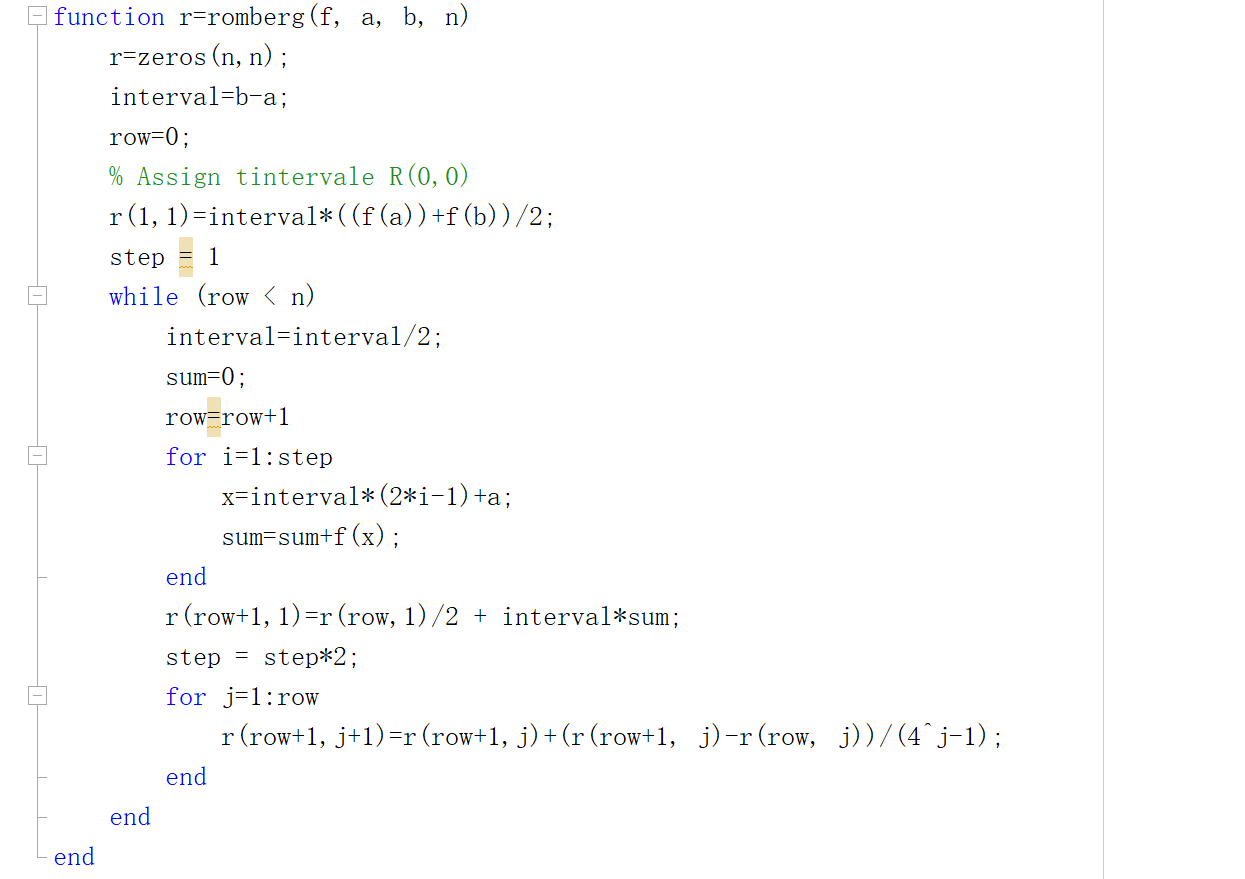 function r=romberg(f, a, b, n)
r=zeros(n,n);
interval=b-a;
row=0;
% Assign tintervale R(0,0)
r(1,1)=interval*((f(a))+f(b))/2;
step = 1
while (row < n)
interval=interval/2;
sum=0;
row=row+1
for i=1:step
x=interval*(2*i-1)+a;
sum=sum+f(x);
end
r(row+1,1)=r(row,1)/2 + interval*sum;
step = step*2;
for j=1:row
r(row+1,j+1)=r(row+1,j)+(r(row+1, j)-r(row, j))/(4^j-1);
end
end
end